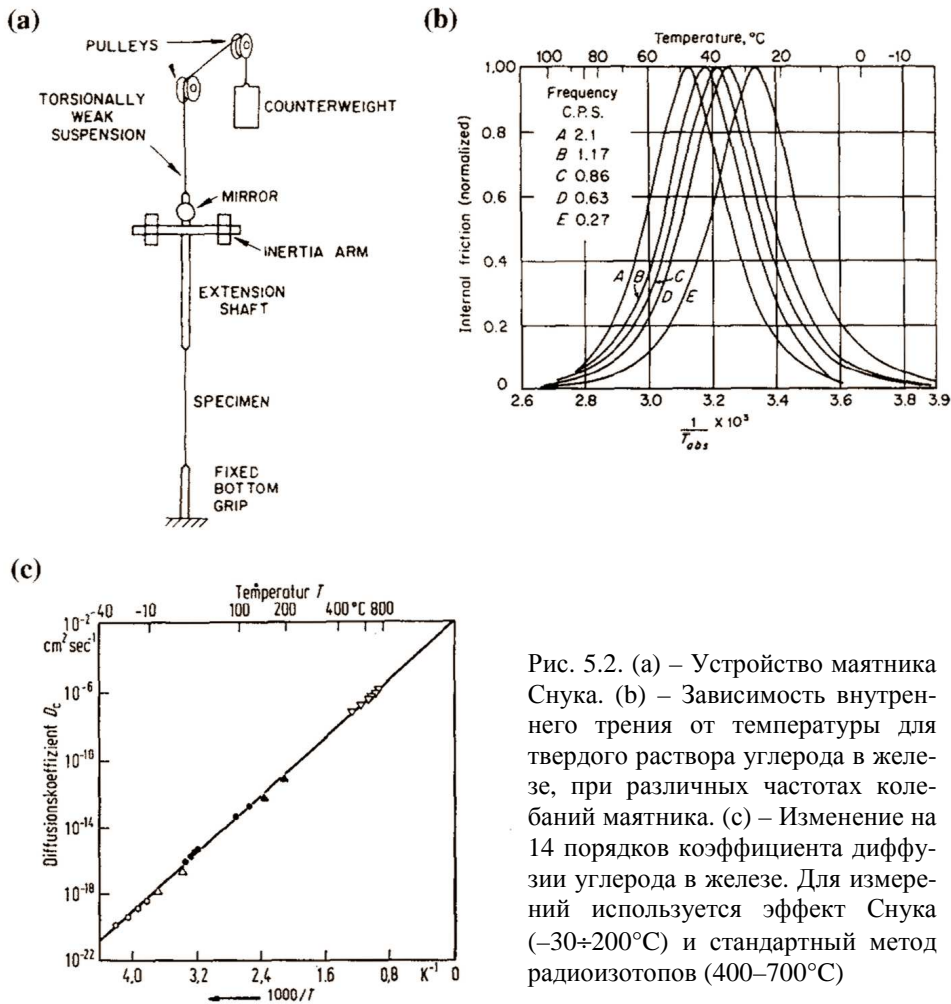 (a)
PULLEYS
COUNTERWEIGHT
TORSIONALLY
WEAK
SUSPENSION
MIRROR
INERTIA ARM
EXTENSION
SHAFT
SPECIMEN
FIXED
BOTTOM
GRIP
(b)
Temperature, °C
100 80 60 40 20 0 -10
Internal friction (normalized)
1.00
0.8
0.6
0.4
0.2
0
Frequency
C.P.S.
A 2.1
B 1.17
C 0.86
D 0.63
E 0.27
A B C
D E
2.6 2.8 3.0 3.2 3.4 3.6 3.8 3.9
1/Tabs × 10³
(c)
Temperatur T
-40 -10 100 200 400 °C 800
Diffusionskoeffizient Dc
10⁻²
cm² sec⁻¹
10⁻⁶
10⁻¹⁰
10⁻¹⁴
10⁻¹⁸
10⁻²²
4.0 3,2 2,4 1.6 0,8 K⁻¹ 0
1000/T
Рис. 5.2. (а) – Устройство маятника
Снука. (b) – Зависимость внутрен-
него трения от температуры для
твердого раствора углерода в желе-
зе, при различных частотах коле-
баний маятника. (c) – Изменение на
14 порядков коэффициента диффу-
зии углерода в железе. Для измере-
ний используется эффект Снука
(–30÷200°C) и стандартный метод
радиоизотопов (400–700°C)